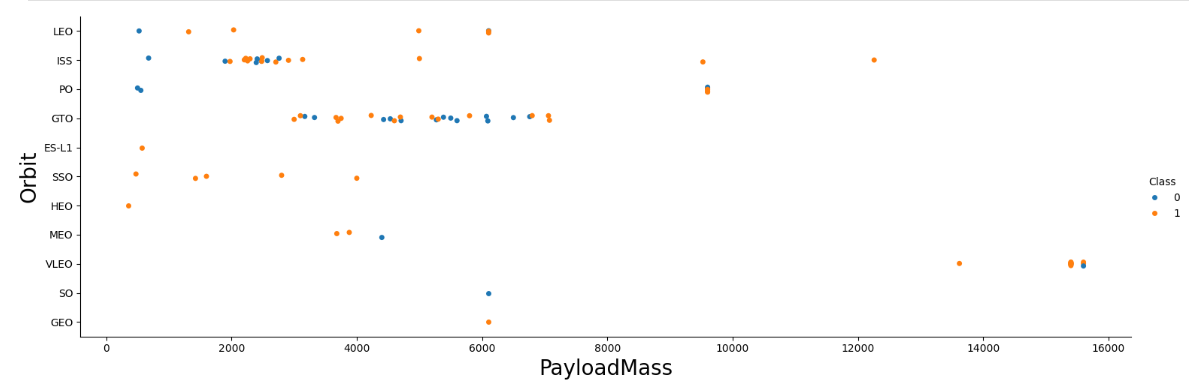 LEO
ISS
PO
GTO
ES-L1
SSO
HEO
MEO
VLEO
SO
GEO
Orbit
0 2000 4000 6000 8000 10000 12000 14000 16000
PayloadMass
Class
0
1